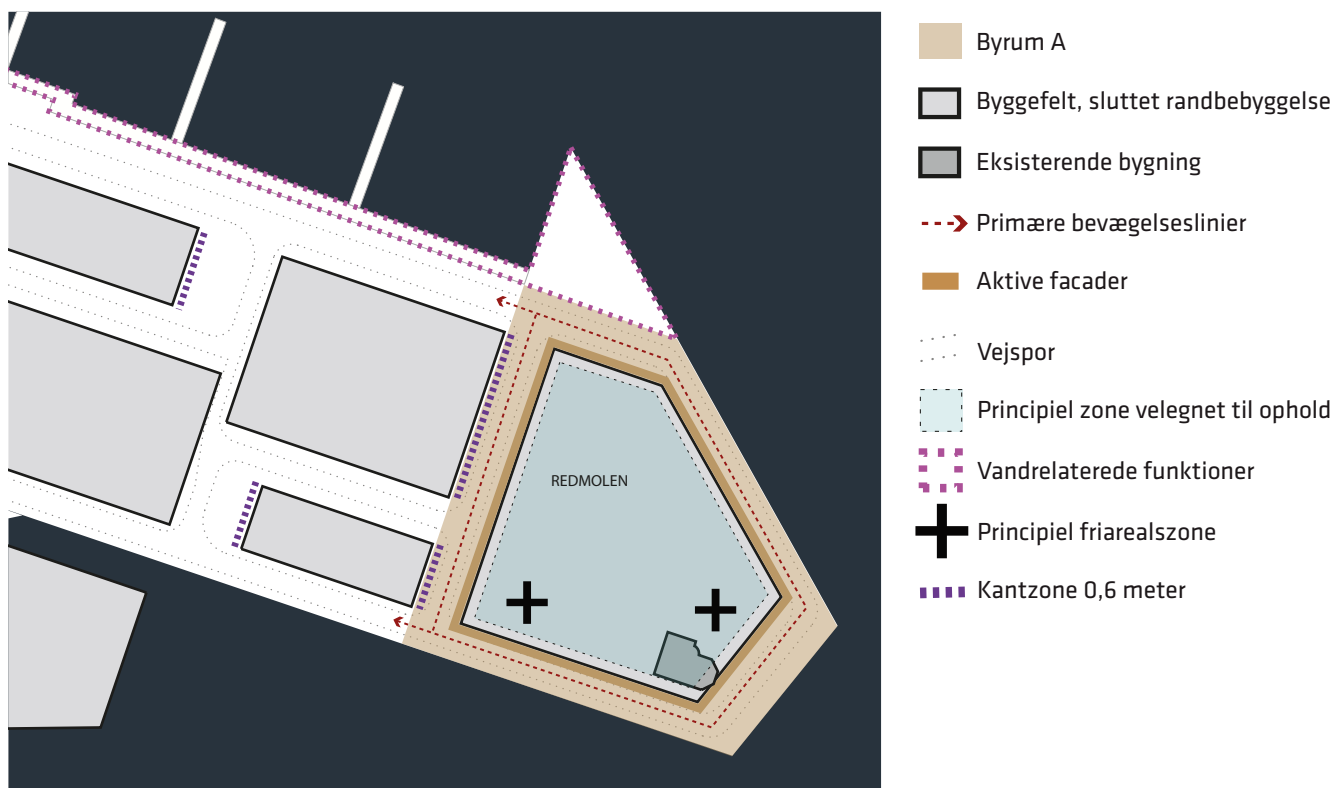 REDMOLEN
Byrum A
Byggefelt, sluttet randbebyggelse
Eksisterende bygning
Primære bevægelseslinier
Aktive facader
Vejspor
Principiel zone velegnet til ophold
Vandrelaterede funktioner
Principiel friarealszone
Kantzone 0,6 meter